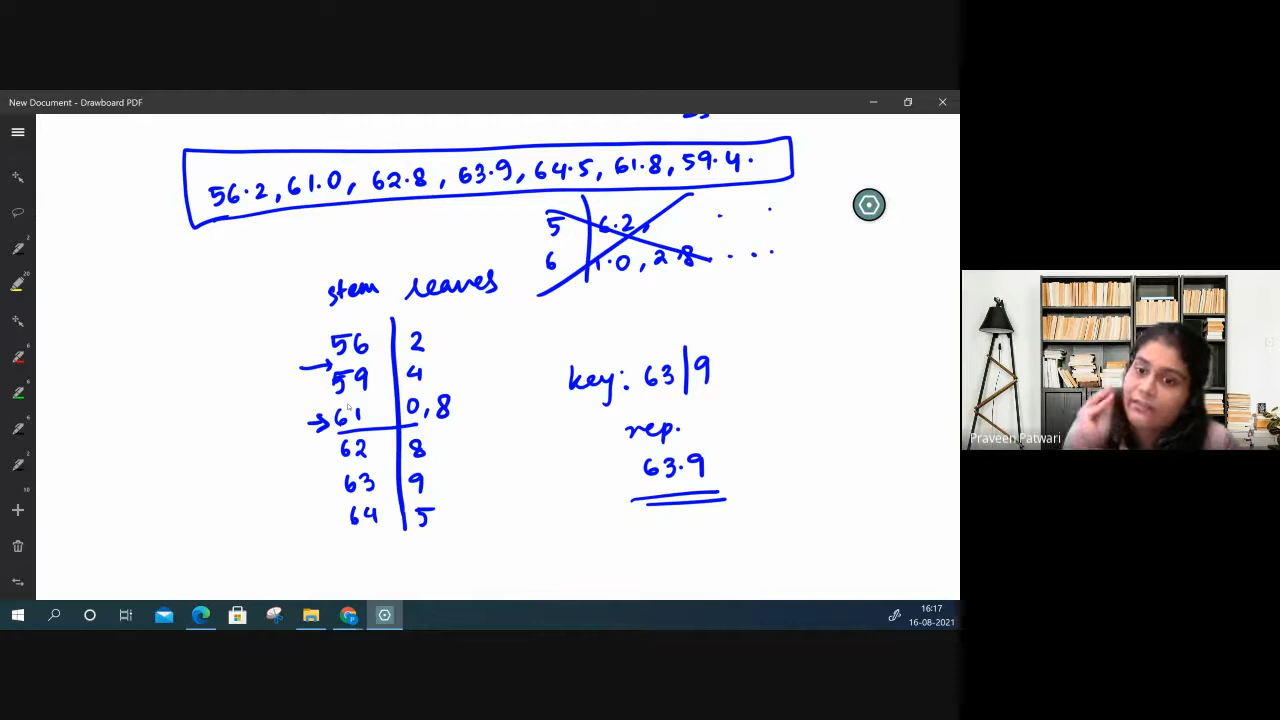 New Document - Drawboard PDF
56.2, 61.0, 62.8, 63.9, 64.5, 61.8, 59.4.
5 | 6.2,
6 | 1.0, 2.8 ...
stem leaves
56 | 2
59 | 4
61 | 0, 8
62 | 8
63 | 9
64 | 5
key: 63 | 9
rep.
63.9
Praveen Patwari
16:17
16-08-2021